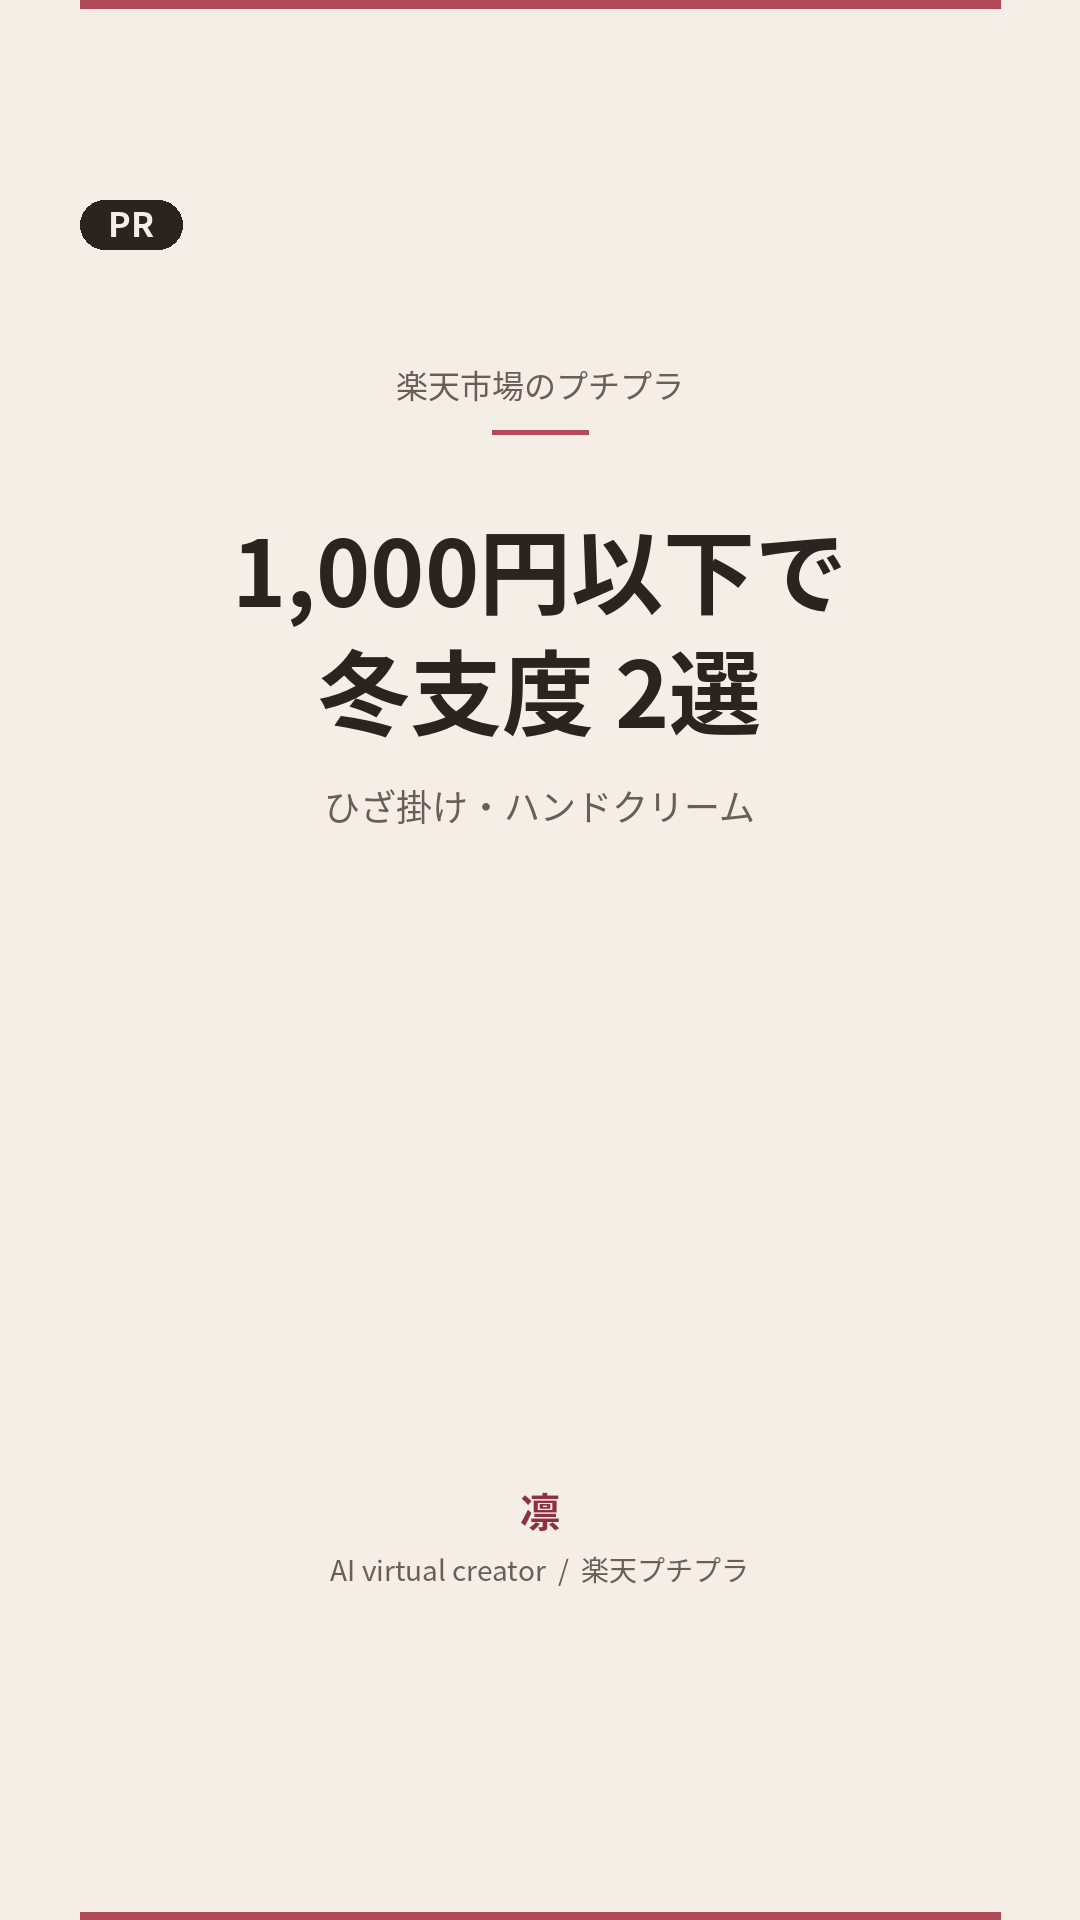 PR
楽天市場のプチプラ
1,000円以下で
冬支度 2選
ひざ掛け・ハンドクリーム
凛
AI virtual creator / 楽天プチプラ